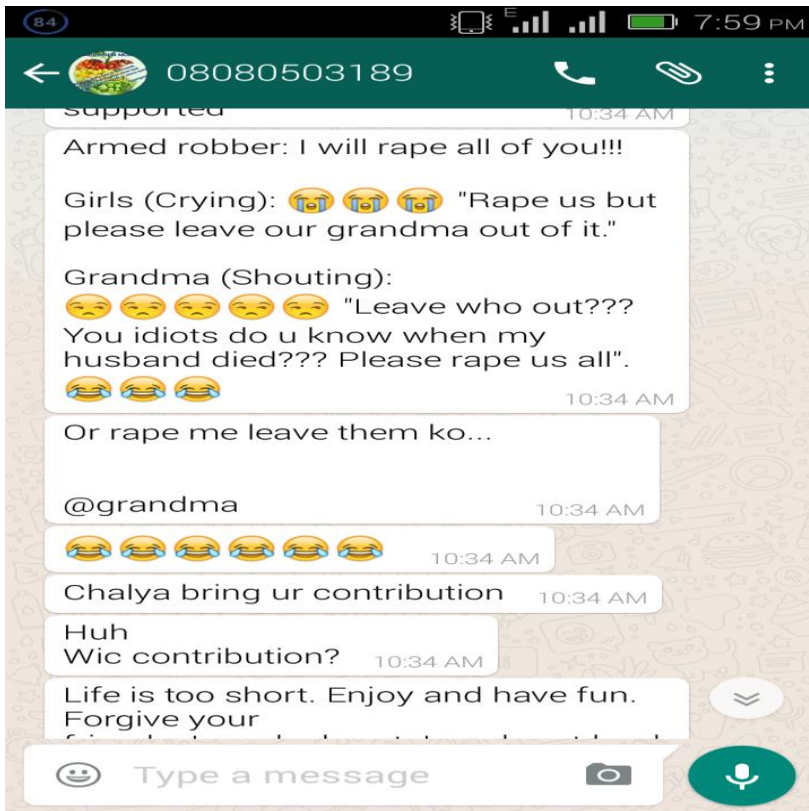 84
E
7:59 PM
08080503189
supported
10:34 AM
Armed robber: I will rape all of you!!!
Girls (Crying): 😭 😭 😭 "Rape us but
please leave our grandma out of it."
Grandma (Shouting):
😒 😒 😒 😒 😒 "Leave who out???
You idiots do u know when my
husband died??? Please rape us all".
😂 😂 😂
10:34 AM
Or rape me leave them ko...
@grandma
10:34 AM
😂 😂 😂 😂 😂 😂 10:34 AM
Chalya bring ur contribution 10:34 AM
Huh
Wic contribution? 10:34 AM
Life is too short. Enjoy and have fun.
Forgive your
Type a message